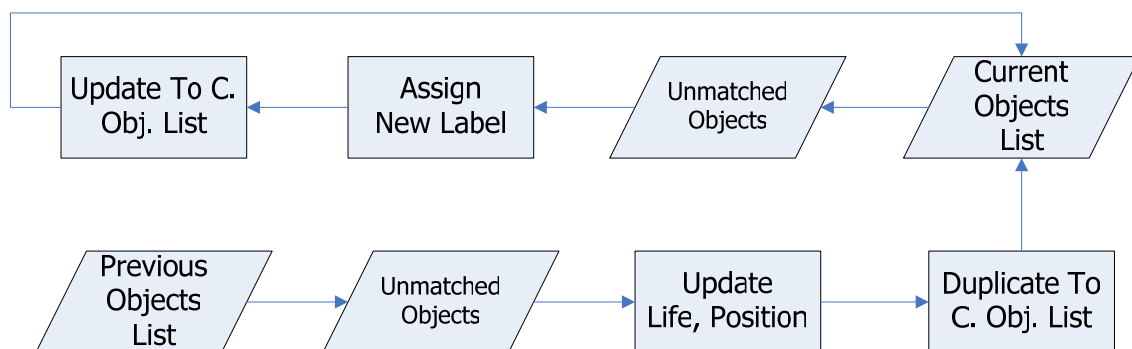 Update To C.
Obj. List
Assign
New Label
Unmatched
Objects
Current
Objects
List
Previous
Objects
List
Unmatched
Objects
Update
Life, Position
Duplicate To
C. Obj. List